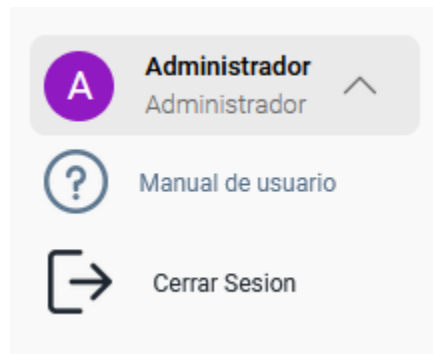 A
Administrador
Administrador
?
Manual de usuario
Cerrar Sesion